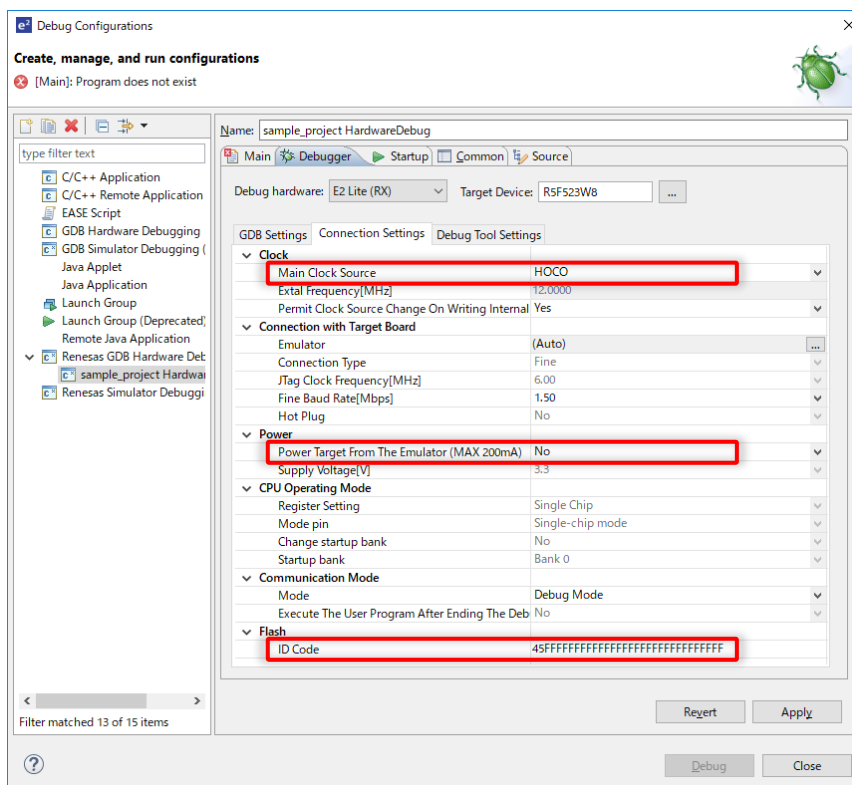 e² Debug Configurations
Create, manage, and run configurations
[Main]: Program does not exist
type filter text
C/C++ Application
C/C++ Remote Application
EASE Script
GDB Hardware Debugging
GDB Simulator Debugging (
Java Applet
Java Application
Launch Group
Launch Group (Deprecated)
Remote Java Application
Renesas GDB Hardware Deb
sample_project Hardwar
Renesas Simulator Debuggi
Filter matched 13 of 15 items
Name: sample_project HardwareDebug
Main Debugger Startup Common Source
Debug hardware: E2 Lite (RX) Target Device: R5F523W8 ...
GDB Settings Connection Settings Debug Tool Settings
Clock
Main Clock Source HOCO
Extal Frequency[MHz] 12.0000
Permit Clock Source Change On Writing Internal Yes
Connection with Target Board
Emulator (Auto) ...
Connection Type Fine
JTag Clock Frequency[MHz] 6.00
Fine Baud Rate[Mbps] 1.50
Hot Plug No
Power
Power Target From The Emulator (MAX 200mA) No
Supply Voltage[V] 3.3
CPU Operating Mode
Register Setting Single Chip
Mode pin Single-chip mode
Change startup bank No
Startup bank Bank 0
Communication Mode
Mode Debug Mode
Execute The User Program After Ending The Deb No
Flash
ID Code 45FFFFFFFFFFFFFFFFFFFFFFFFFFFFFF
Revert Apply
Debug Close